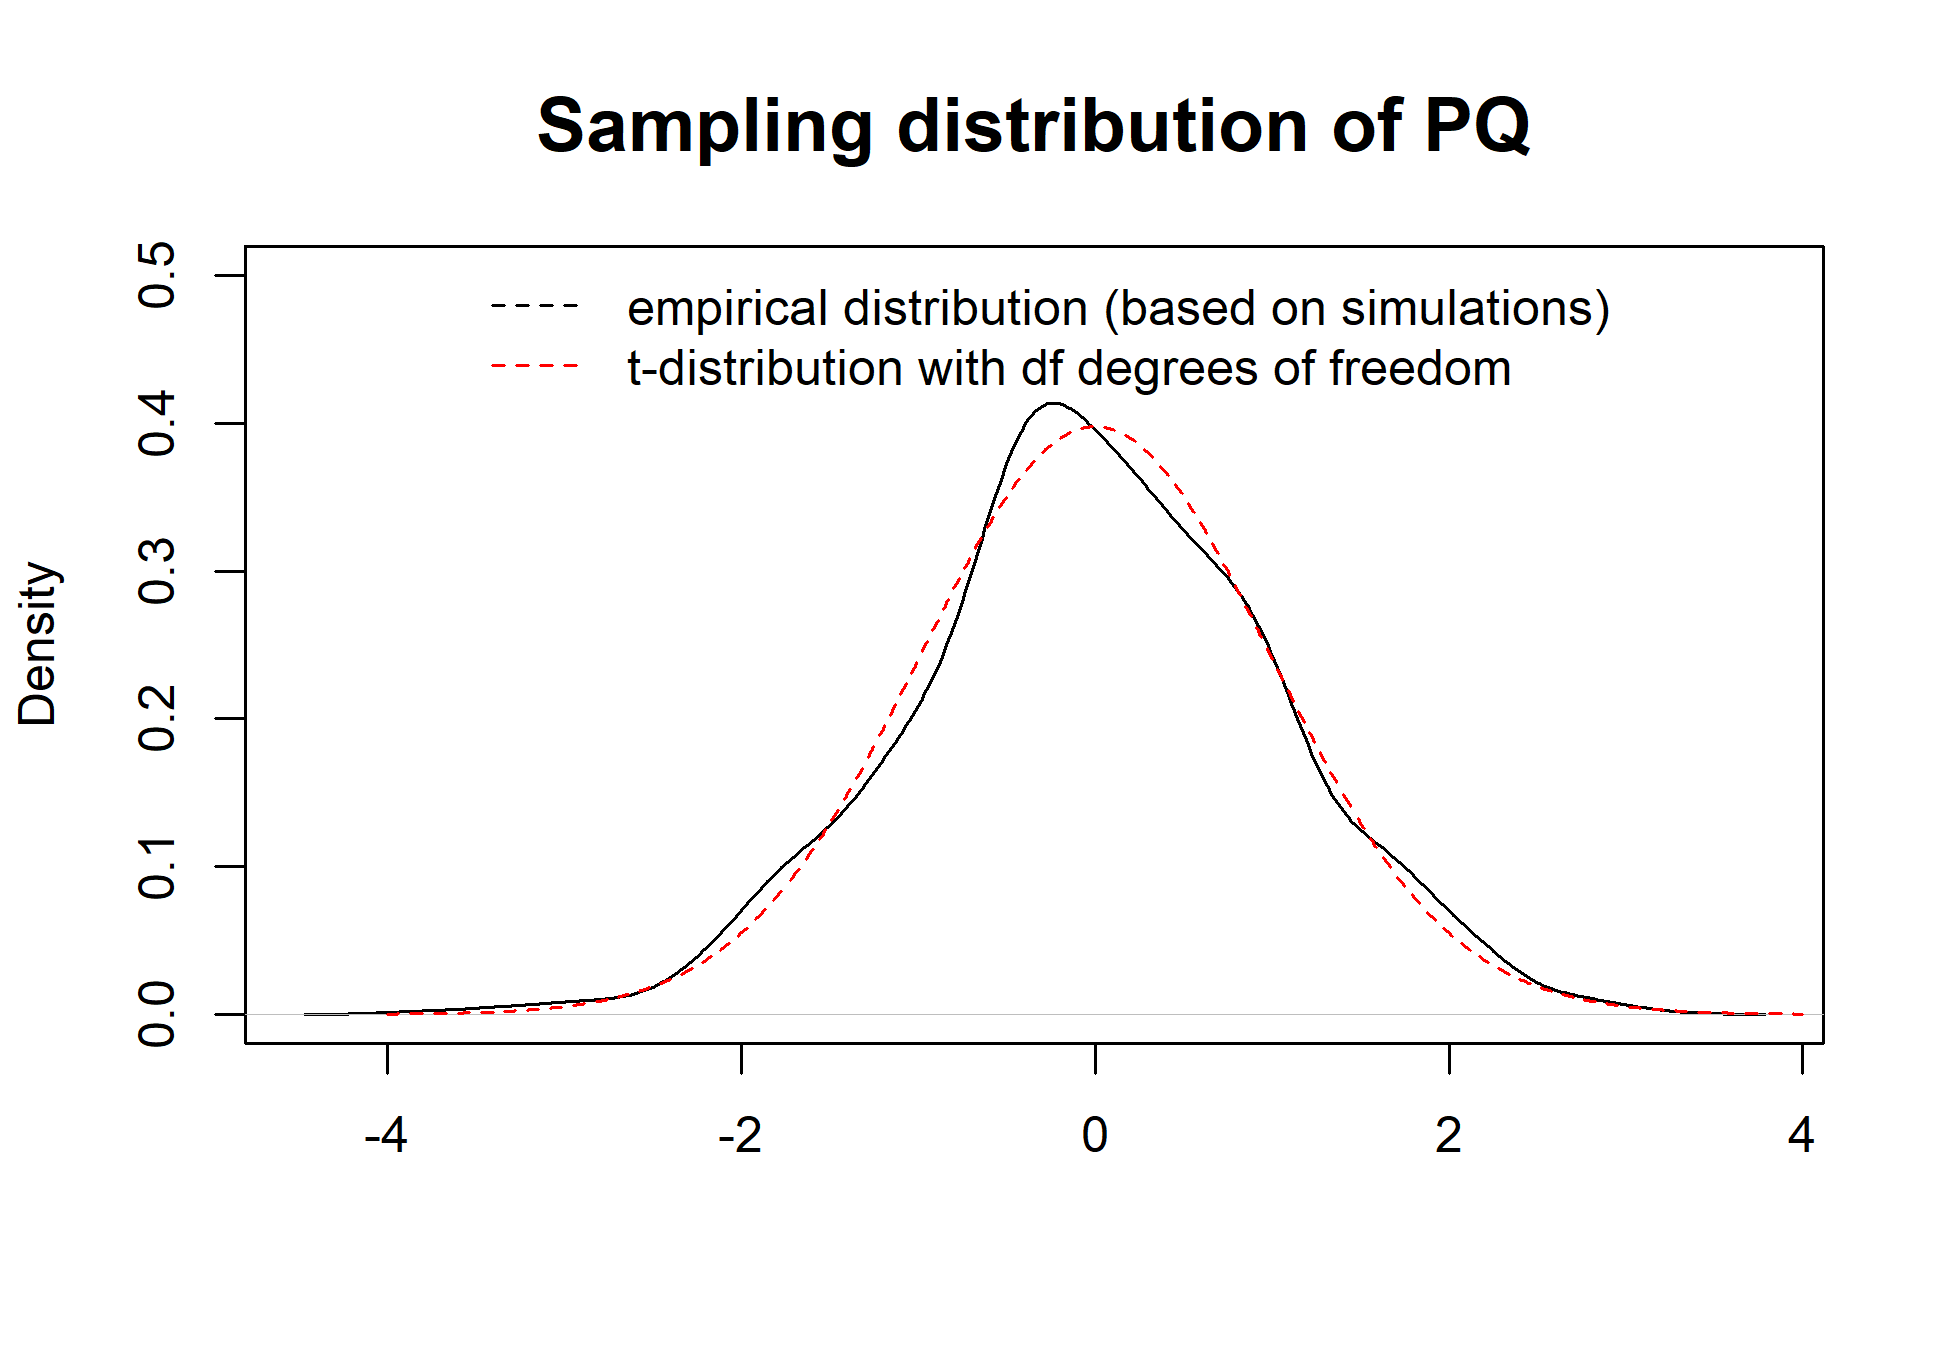 Sampling distribution of PQ
empirical distribution (based on simulations)
t-distribution with df degrees of freedom
Density
0.5
0.4
0.3
0.2
0.1
0.0
-4
-2
0
2
4